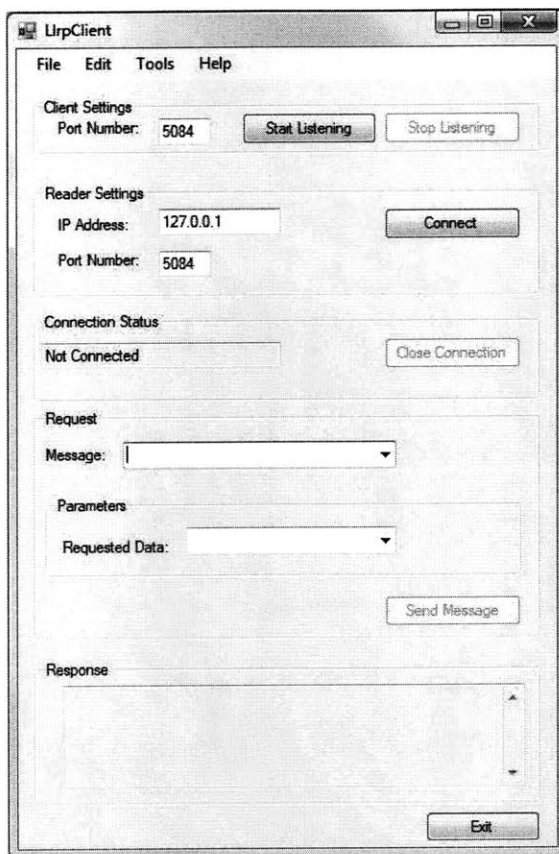 LlrpClient
File Edit Tools Help
Client Settings
Port Number: 5084 Start Listening Stop Listening
Reader Settings
IP Address: 127.0.0.1 Connect
Port Number: 5084
Connection Status
Not Connected Close Connection
Request
Message:
Parameters
Requested Data:
Send Message
Response
Exit